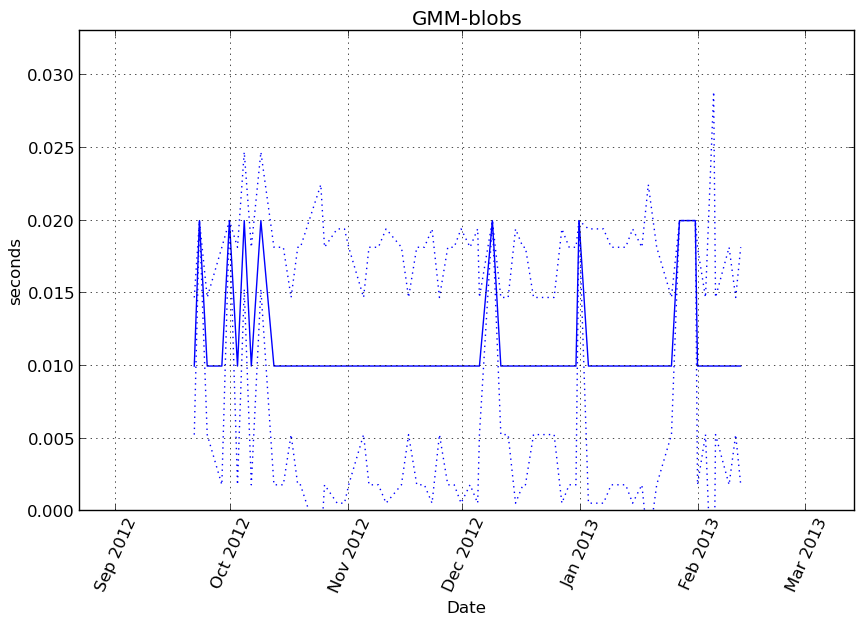 GMM-blobs
0.030
0.025
0.020
0.015
0.010
0.005
0.000
seconds
Sep 2012
Oct 2012
Nov 2012
Dec 2012
Jan 2013
Feb 2013
Mar 2013
Date